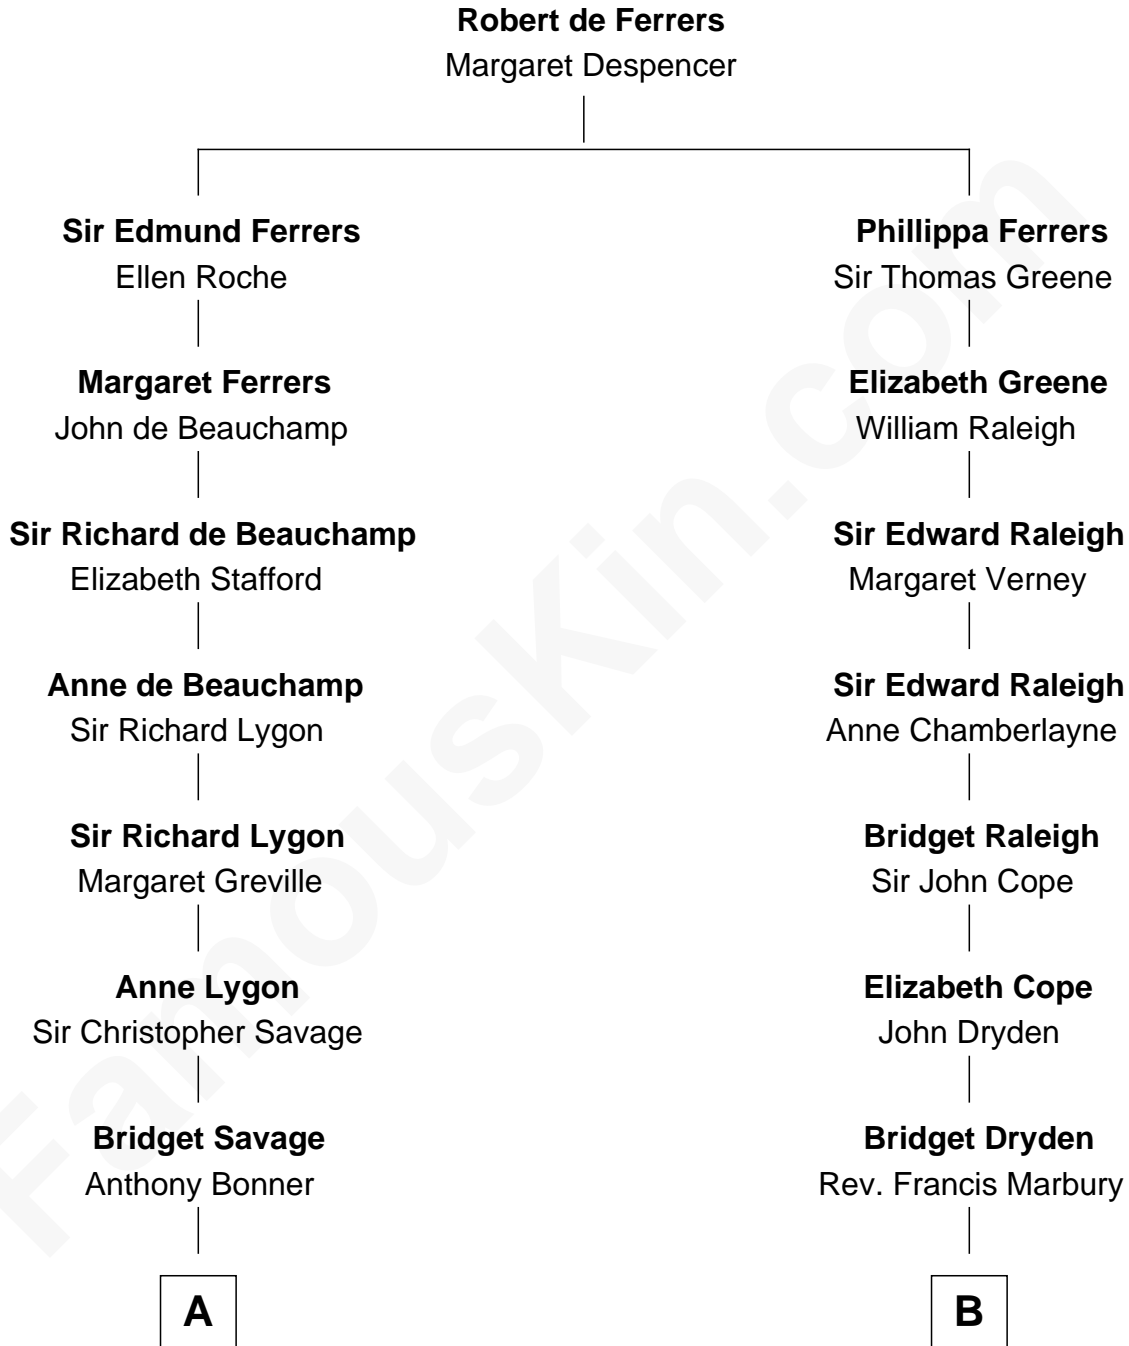 Robert de Ferrers
Margaret Despencer
Sir Edmund Ferrers
Ellen Roche
Margaret Ferrers
John de Beauchamp
Sir Richard de Beauchamp
Elizabeth Stafford
Anne de Beauchamp
Sir Richard Lygon
Sir Richard Lygon
Margaret Greville
Anne Lygon
Sir Christopher Savage
Bridget Savage
Anthony Bonner
A
Phillippa Ferrers
Sir Thomas Greene
Elizabeth Greene
William Raleigh
Sir Edward Raleigh
Margaret Verney
Sir Edward Raleigh
Anne Chamberlayne
Bridget Raleigh
Sir John Cope
Elizabeth Cope
John Dryden
Bridget Dryden
Rev. Francis Marbury
B
FamousKin.com